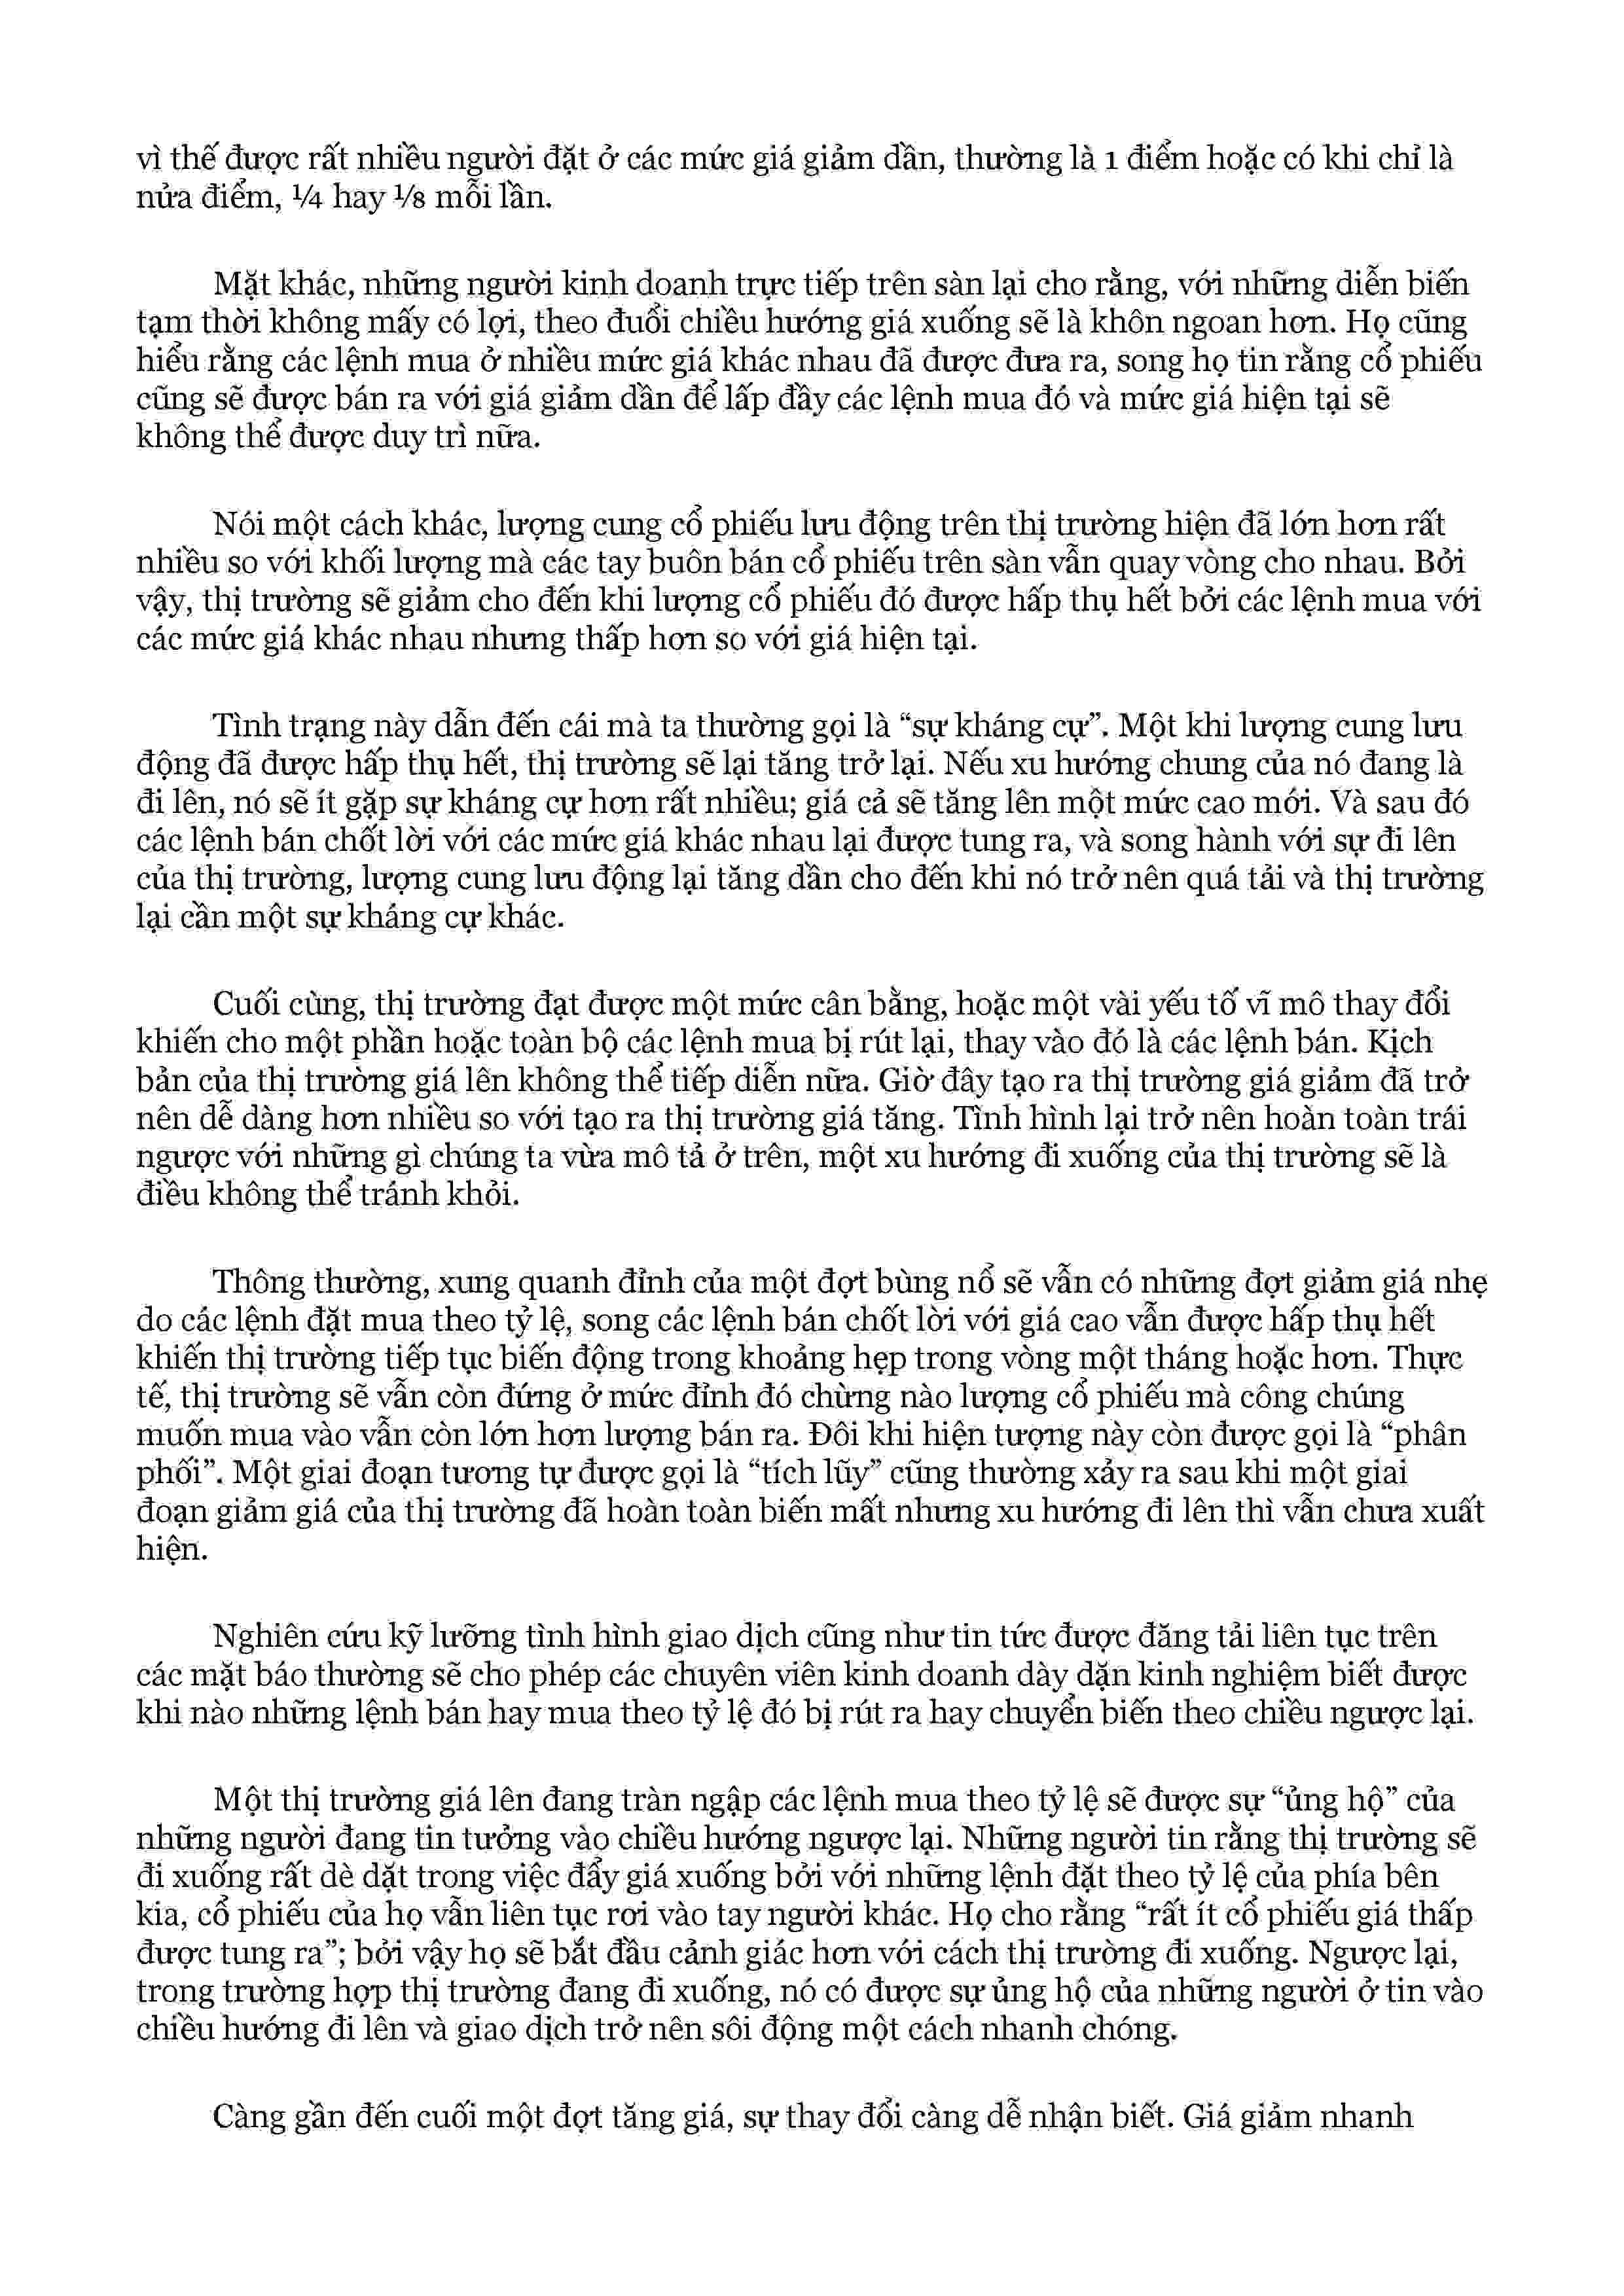 vì thế được rất nhiều người đặt ở các mức giá giảm dần, thường là 1 điểm hoặc có khi chỉ là
nửa điểm, ¼ hay ⅛ mỗi lần.
Mặt khác, những người kinh doanh trực tiếp trên sàn lại cho rằng, với những diễn biến
tạm thời không mấy có lợi, theo đuổi chiều hướng giá xuống sẽ là khôn ngoan hơn. Họ cũng
hiểu rằng các lệnh mua ở nhiều mức giá khác nhau đã được đưa ra, song họ tin rằng cổ phiếu
cũng sẽ được bán ra với giá giảm dần để lấp đầy các lệnh mua đó và mức giá hiện tại sẽ
không thể được duy trì nữa.
Nói một cách khác, lượng cung cổ phiếu lưu động trên thị trường hiện đã lớn hơn rất
nhiều so với khối lượng mà các tay buôn bán cổ phiếu trên sàn vẫn quay vòng cho nhau. Bởi
vậy, thị trường sẽ giảm cho đến khi lượng cổ phiếu đó được hấp thụ hết bởi các lệnh mua với
các mức giá khác nhau nhưng thấp hơn so với giá hiện tại.
Tình trạng này dẫn đến cái mà ta thường gọi là “sự kháng cự”. Một khi lượng cung lưu
động đã được hấp thụ hết, thị trường sẽ lại tăng trở lại. Nếu xu hướng chung của nó đang là
đi lên, nó sẽ ít gặp sự kháng cự hơn rất nhiều; giá cả sẽ tăng lên một mức cao mới. Và sau đó
các lệnh bán chốt lời với các mức giá khác nhau lại được tung ra, và song hành với sự đi lên
của thị trường, lượng cung lưu động lại tăng dần cho đến khi nó trở nên quá tải và thị trường
lại cần một sự kháng cự khác.
Cuối cùng, thị trường đạt được một mức cân bằng, hoặc một vài yếu tố vĩ mô thay đổi
khiến cho một phần hoặc toàn bộ các lệnh mua bị rút lại, thay vào đó là các lệnh bán. Kịch
bản của thị trường giá lên không thể tiếp diễn nữa. Giờ đây tạo ra thị trường giá giảm đã trở
nên dễ dàng hơn nhiều so với tạo ra thị trường giá tăng. Tình hình lại trở nên hoàn toàn trái
ngược với những gì chúng ta vừa mô tả ở trên, một xu hướng đi xuống của thị trường sẽ là
điều không thể tránh khỏi.
Thông thường, xung quanh đỉnh của một đợt bùng nổ sẽ vẫn có những đợt giảm giá nhẹ
do các lệnh đặt mua theo tỷ lệ, song các lệnh bán chốt lời với giá cao vẫn được hấp thụ hết
khiến thị trường tiếp tục biến động trong khoảng hẹp trong vòng một tháng hoặc hơn. Thực
tế, thị trường sẽ vẫn còn đứng ở mức đỉnh đó chừng nào lượng cổ phiếu mà công chúng
muốn mua vào vẫn còn lớn hơn lượng bán ra. Đôi khi hiện tượng này còn được gọi là “phân
phối”. Một giai đoạn tương tự được gọi là “tích lũy” cũng thường xảy ra sau khi một giai
đoạn giảm giá của thị trường đã hoàn toàn biến mất nhưng xu hướng đi lên thì vẫn chưa xuất
hiện.
Nghiên cứu kỹ lưỡng tình hình giao dịch cũng như tin tức được đăng tải liên tục trên
các mặt báo thường sẽ cho phép các chuyên viên kinh doanh dày dặn kinh nghiệm biết được
khi nào những lệnh bán hay mua theo tỷ lệ đó bị rút ra hay chuyển biến theo chiều ngược lại.
Một thị trường giá lên đang tràn ngập các lệnh mua theo tỷ lệ sẽ được sự “ủng hộ” của
những người đang tin tưởng vào chiều hướng ngược lại. Những người tin rằng thị trường sẽ
đi xuống rất dè dặt trong việc đẩy giá xuống bởi với những lệnh đặt theo tỷ lệ của phía bên
kia, cổ phiếu của họ vẫn liên tục rơi vào tay người khác. Họ cho rằng “rất ít cổ phiếu giá thấp
được tung ra”; bởi vậy họ sẽ bắt đầu cảnh giác hơn với cách thị trường đi xuống. Ngược lại,
trong trường hợp thị trường đang đi xuống, nó có được sự ủng hộ của những người ở tin vào
chiều hướng đi lên và giao dịch trở nên sôi động một cách nhanh chóng.
Càng gần đến cuối một đợt tăng giá, sự thay đổi càng dễ nhận biết. Giá giảm nhanh